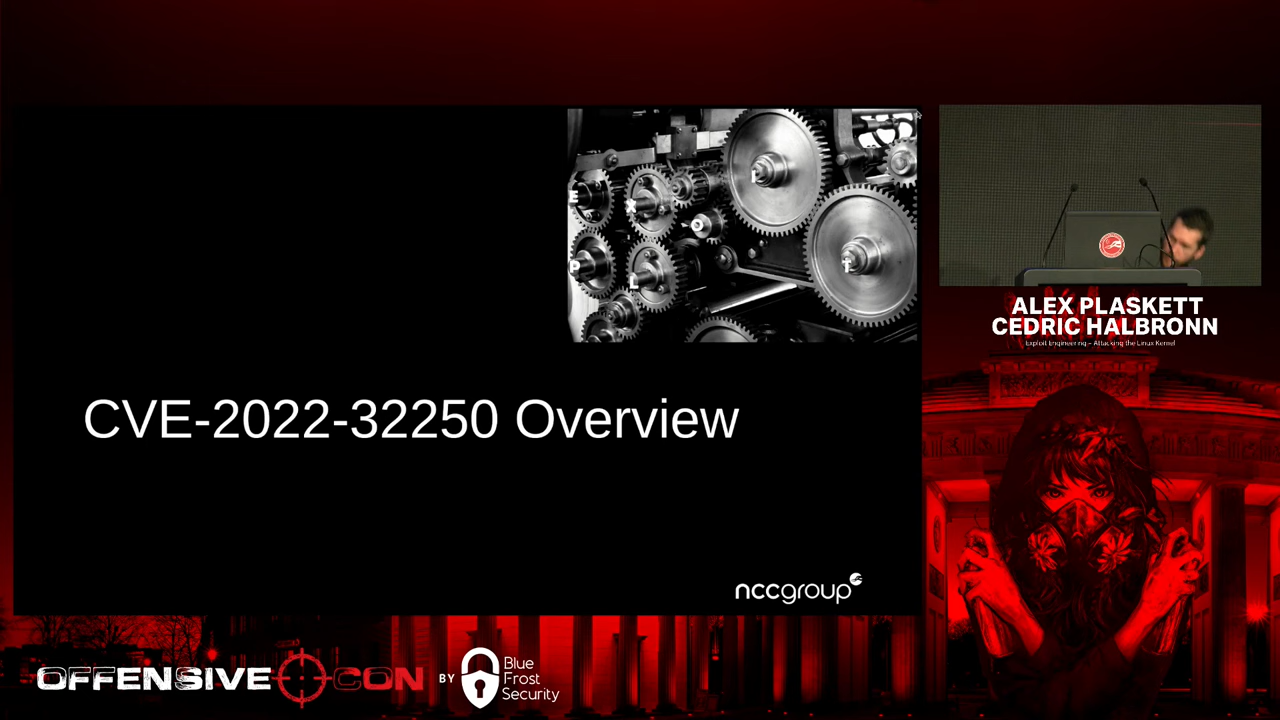 CVE-2022-32250 Overview
nccgroup
ALEX PLASKETT
CEDRIC HALBRONN
Exploit Engineering – Attacking the Linux Kernel
OFFENSIVE CON
BY
Blue
Frost
Security